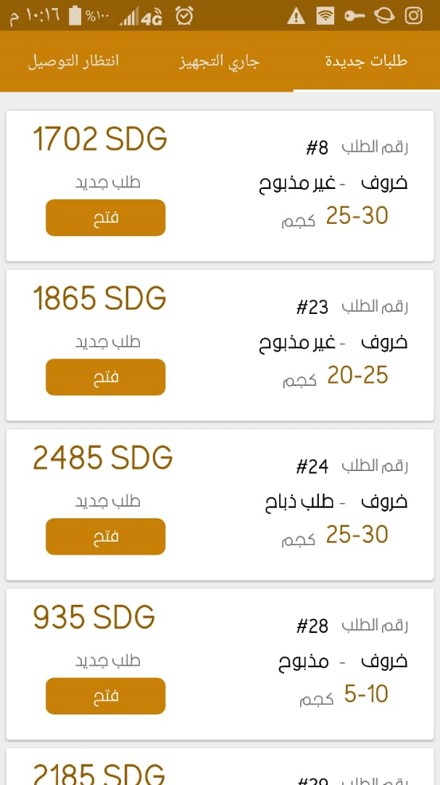 ١٠:١٦ م %١٠٠ 4G
طلبات جديدة
جاري التجهيز
انتظار التوصيل
رقم الطلب #8
1702 SDG
خروف - غير مذبوح
طلب جديد
25-30 كجم
فتح
رقم الطلب #23
1865 SDG
خروف - غير مذبوح
طلب جديد
20-25 كجم
فتح
رقم الطلب #24
2485 SDG
خروف - طلب ذباح
طلب جديد
25-30 كجم
فتح
رقم الطلب #28
935 SDG
خروف - مذبوح
طلب جديد
5-10 كجم
فتح
رقم الطلب #29
2185 SDG